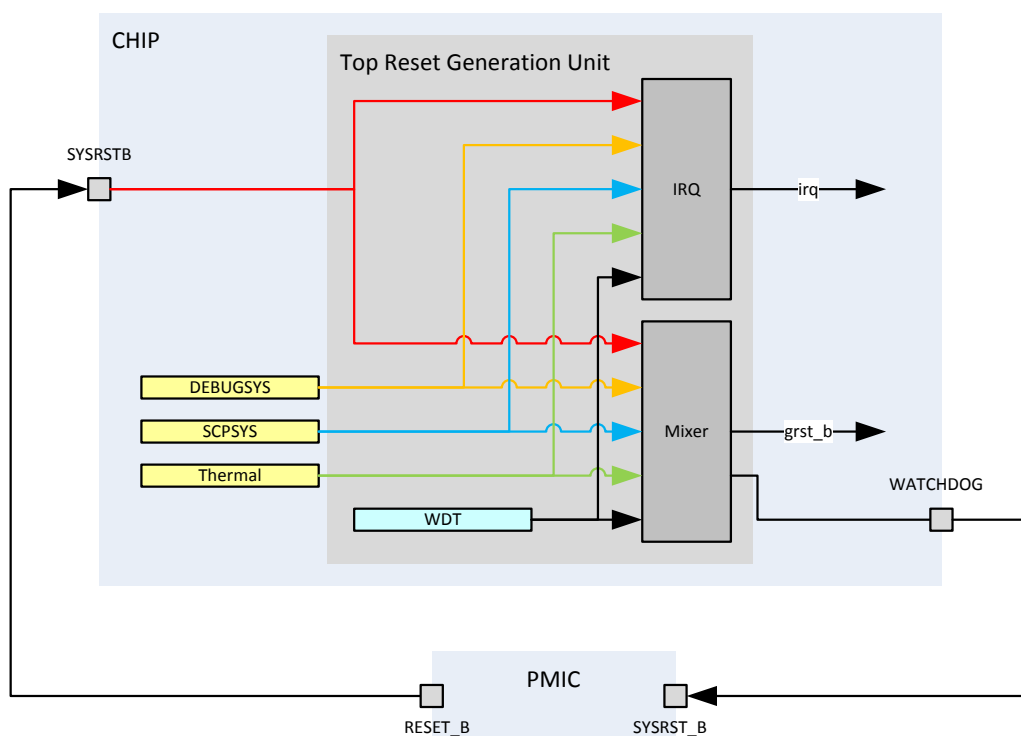 CHIP
Top Reset Generation Unit
SYSRSTB
IRQ
irq
DEBUGSYS
SCPSYS
Mixer
grst_b
Thermal
WATCHDOG
WDT
PMIC
RESET_B
SYSRST_B